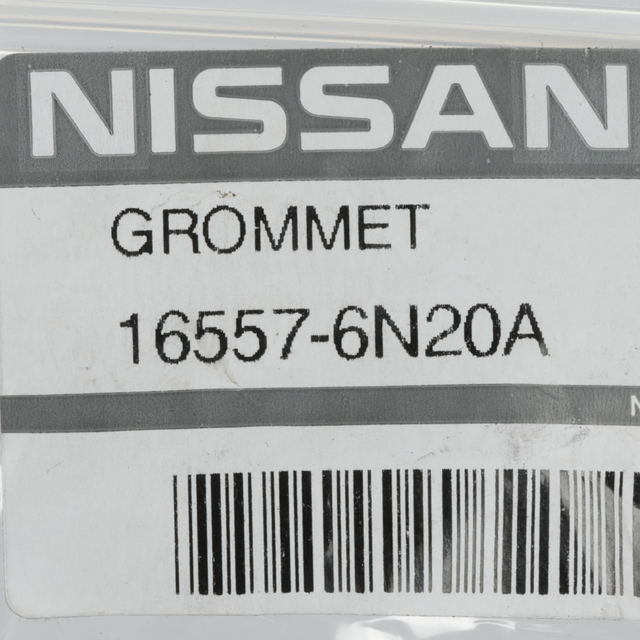 NISSAN
GROMMET
16557-6N20A
N